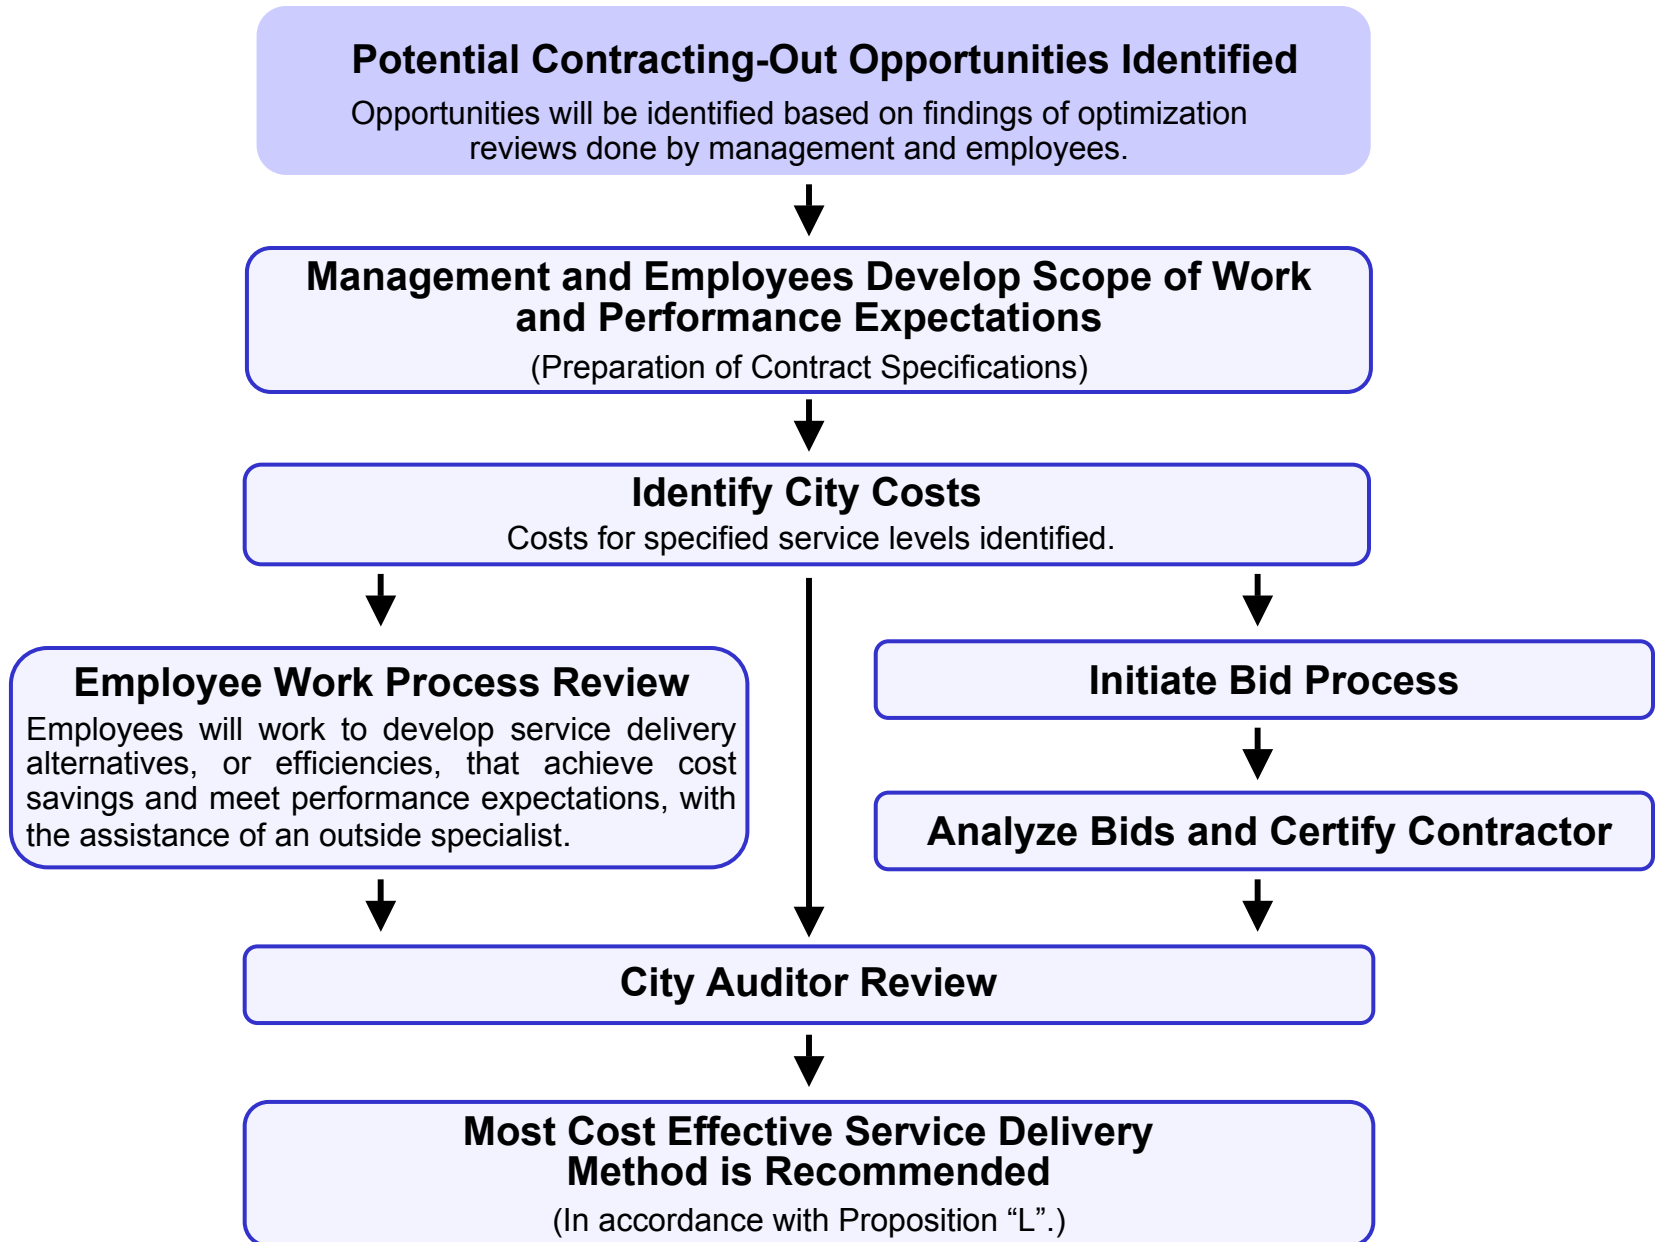 Potential Contracting-Out Opportunities Identified
Opportunities will be identified based on findings of optimization
reviews done by management and employees.
Management and Employees Develop Scope of Work
and Performance Expectations
(Preparation of Contract Specifications)
Identify City Costs
Costs for specified service levels identified.
Employee Work Process Review
Employees will work to develop service delivery
alternatives, or efficiencies, that achieve cost
savings and meet performance expectations, with
the assistance of an outside specialist.
Initiate Bid Process
Analyze Bids and Certify Contractor
City Auditor Review
Most Cost Effective Service Delivery
Method is Recommended
(In accordance with Proposition “L”.)